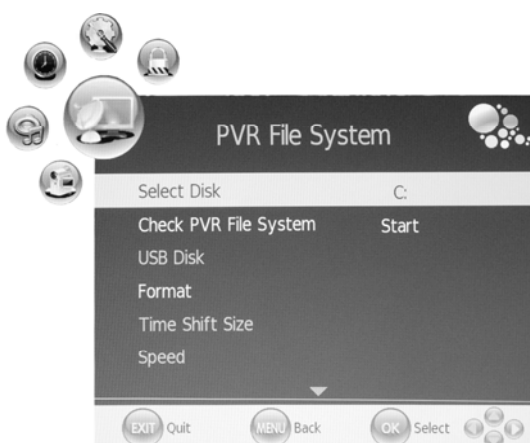 PVR File System
Select Disk C:
Check PVR File System Start
USB Disk
Format
Time Shift Size
Speed
EXIT Quit MENU Back OK Select